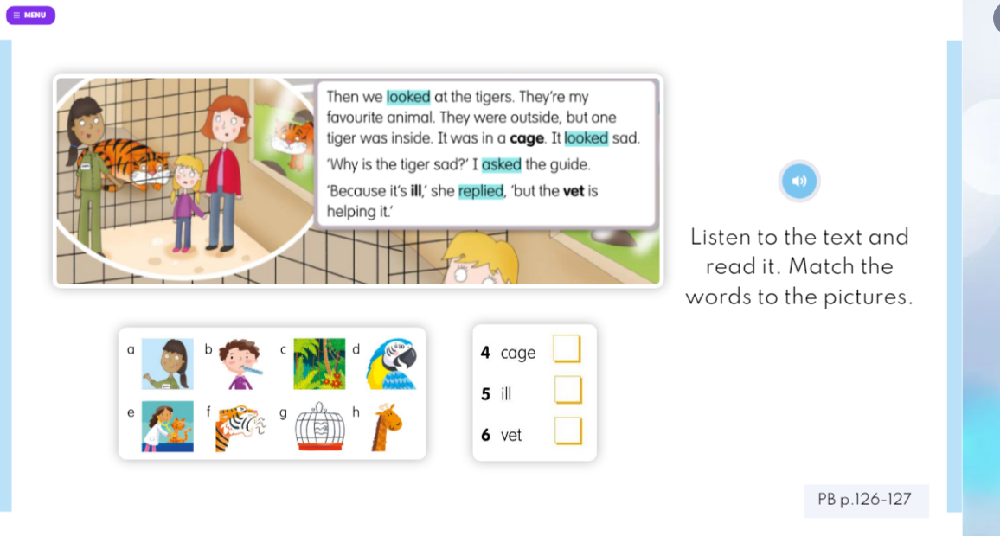 MENU
Then we looked at the tigers. They're my
favourite animal. They were outside, but one
tiger was inside. It was in a cage. It looked sad.
'Why is the tiger sad?' I asked the guide.
'Because it's ill,' she replied, 'but the vet is
helping it.'
Listen to the text and
read it. Match the
words to the pictures.
a b c d
e f g h
4 cage
5 ill
6 vet
PB p.126-127